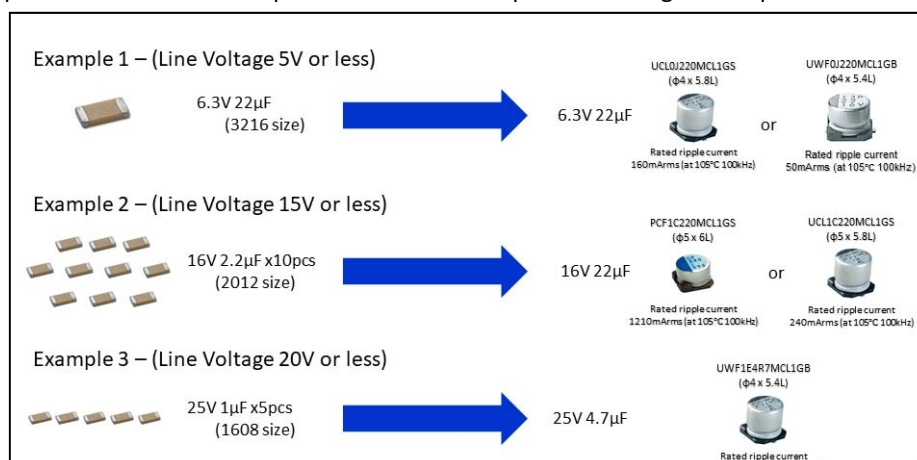 Example 1 – (Line Voltage 5V or less)
6.3V 22µF
(3216 size)
6.3V 22µF
UCL0J220MCL1GS
(ϕ4 x 5.8L)
Rated ripple current
160mArms (at 105°C 100kHz)
or
UWF0J220MCL1GB
(ϕ4 x 5.4L)
Rated ripple current
50mArms (at 105°C 100kHz)
Example 2 – (Line Voltage 15V or less)
16V 2.2µF x10pcs
(2012 size)
16V 22µF
PCF1C220MCL1GS
(ϕ5 x 6L)
Rated ripple current
1210mArms (at 105°C 100kHz)
or
UCL1C220MCL1GS
(ϕ5 x 5.8L)
Rated ripple current
240mArms (at 105°C 100kHz)
Example 3 – (Line Voltage 20V or less)
25V 1µF x5pcs
(1608 size)
25V 4.7µF
UWF1E4R7MCL1GB
(ϕ4 x 5.4L)
Rated ripple current